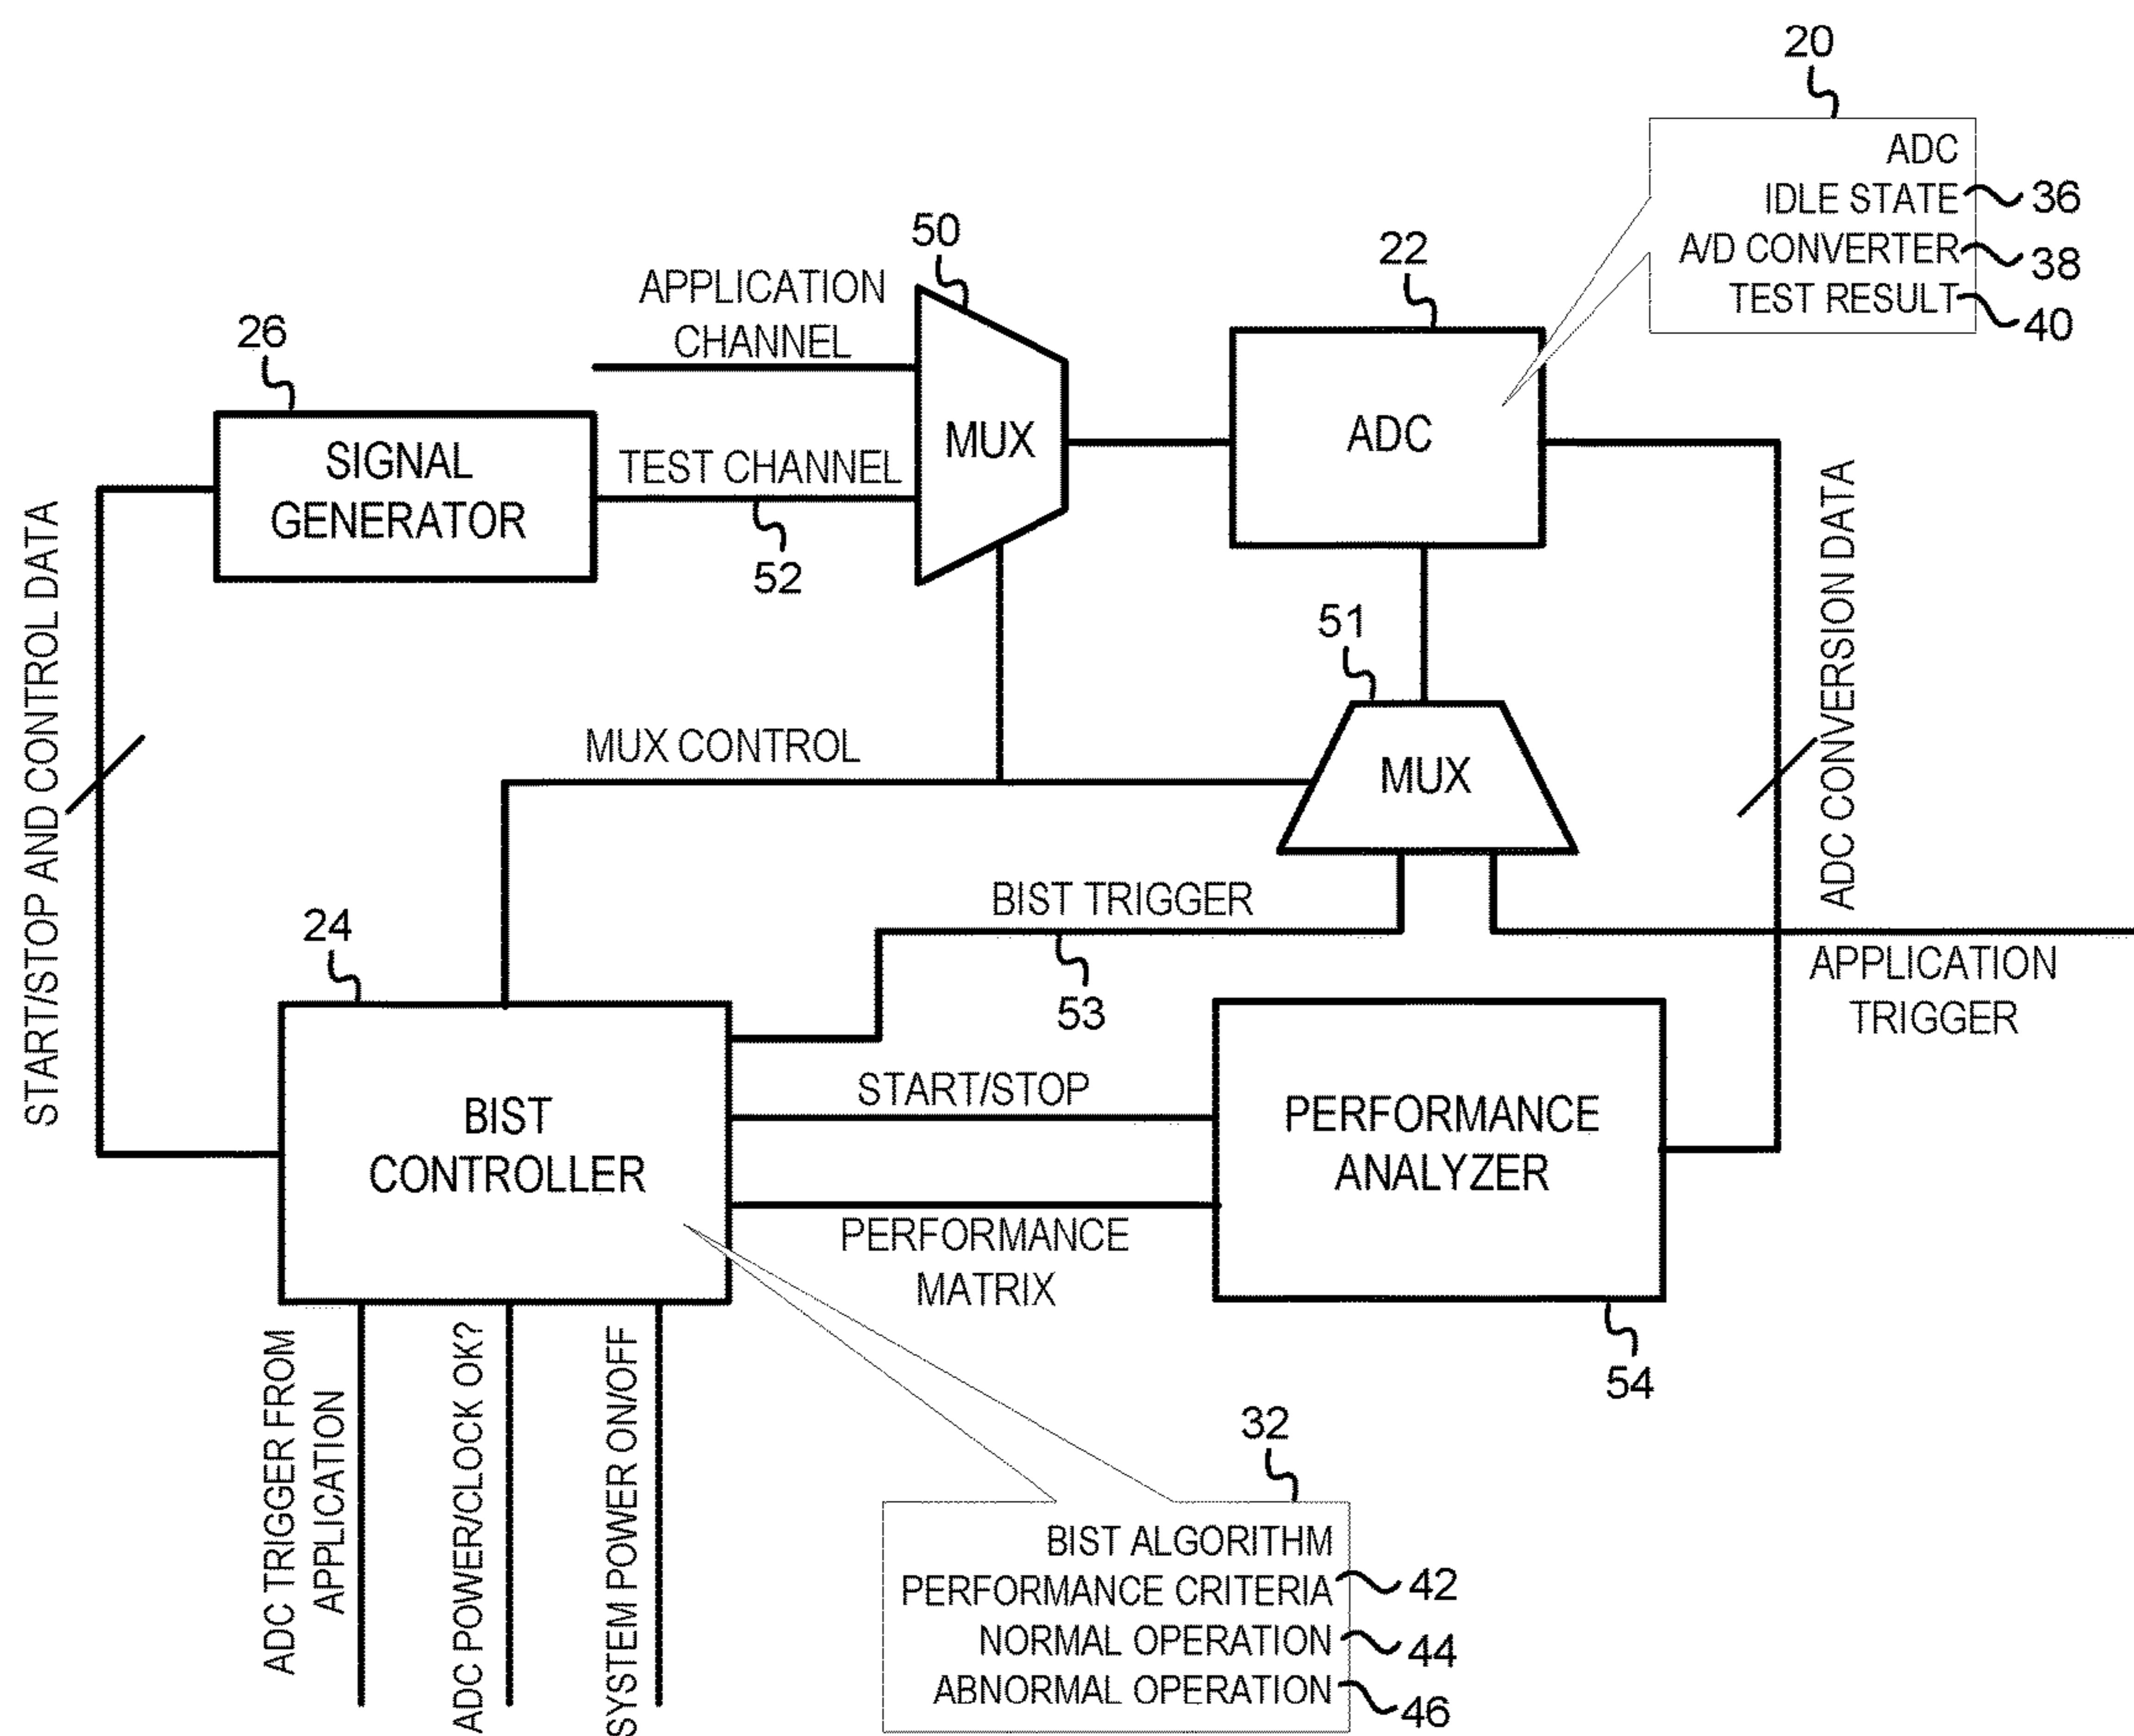 20
ADC
IDLE STATE 36
A/D CONVERTER 38
TEST RESULT 40
50
22
APPLICATION
CHANNEL
26
SIGNAL
GENERATOR
TEST CHANNEL
52
MUX
ADC
51
START/STOP AND CONTROL DATA
MUX CONTROL
MUX
ADC CONVERSION DATA
BIST TRIGGER
53
APPLICATION
TRIGGER
24
BIST
CONTROLLER
START/STOP
PERFORMANCE
MATRIX
PERFORMANCE
ANALYZER
54
ADC TRIGGER FROM
APPLICATION
ADC POWER/CLOCK OK?
SYSTEM POWER ON/OFF
32
BIST ALGORITHM
PERFORMANCE CRITERIA 42
NORMAL OPERATION 44
ABNORMAL OPERATION 46